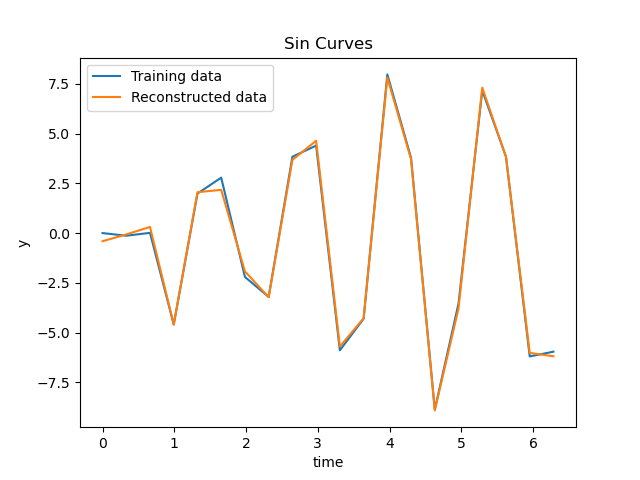 Sin Curves
Training data
Reconstructed data
7.5
5.0
2.5
0.0
−2.5
−5.0
−7.5
y
0 1 2 3 4 5 6
time